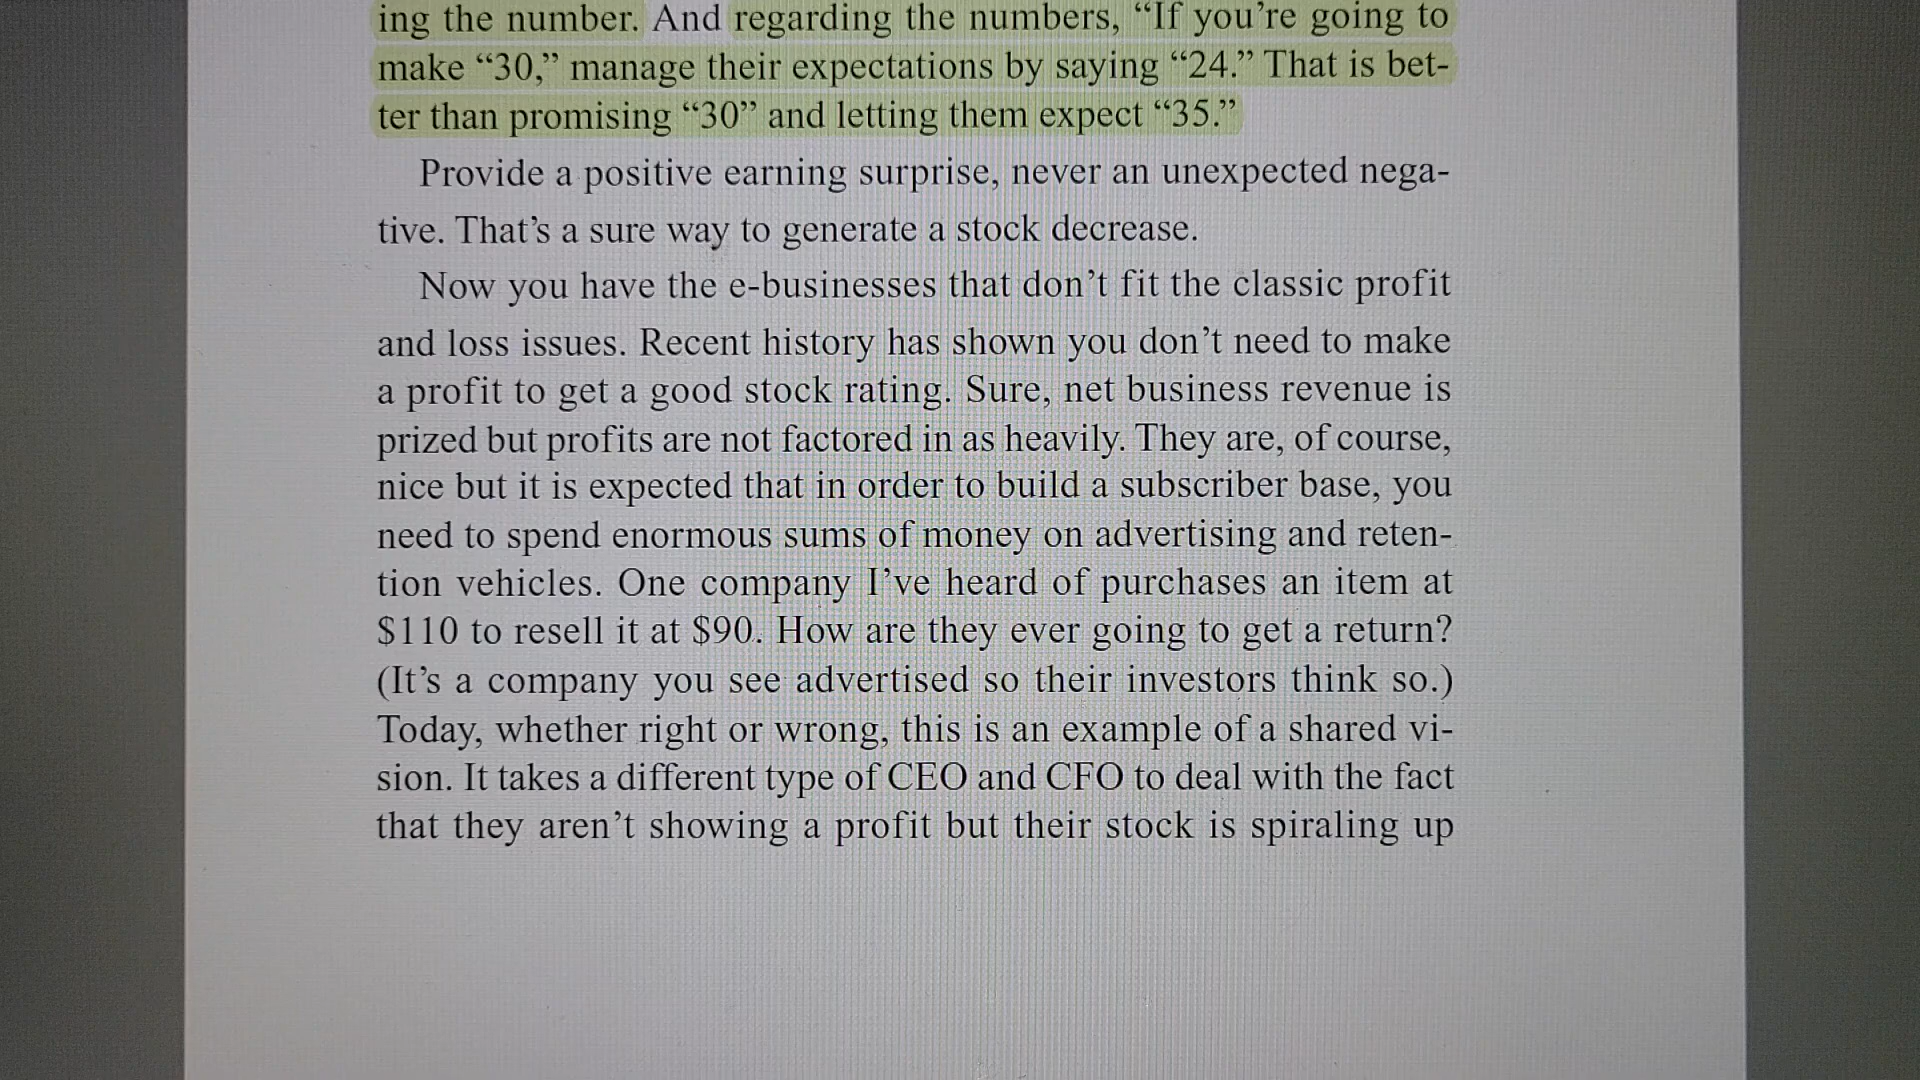 ing the number. And regarding the numbers, “If you’re going to
make “30,” manage their expectations by saying “24.” That is bet-
ter than promising “30” and letting them expect “35.”
Provide a positive earning surprise, never an unexpected nega-
tive. That’s a sure way to generate a stock decrease.
Now you have the e-businesses that don’t fit the classic profit
and loss issues. Recent history has shown you don’t need to make
a profit to get a good stock rating. Sure, net business revenue is
prized but profits are not factored in as heavily. They are, of course,
nice but it is expected that in order to build a subscriber base, you
need to spend enormous sums of money on advertising and reten-
tion vehicles. One company I’ve heard of purchases an item at
$110 to resell it at $90. How are they ever going to get a return?
(It’s a company you see advertised so their investors think so.)
Today, whether right or wrong, this is an example of a shared vi-
sion. It takes a different type of CEO and CFO to deal with the fact
that they aren’t showing a profit but their stock is spiraling up